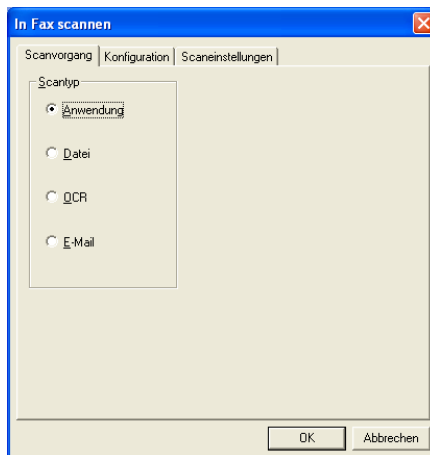 In Fax scannen
Scanvorgang Konfiguration Scaneinstellungen
Scantyp
Anwendung
Datei
OCR
E-Mail
OK Abbrechen